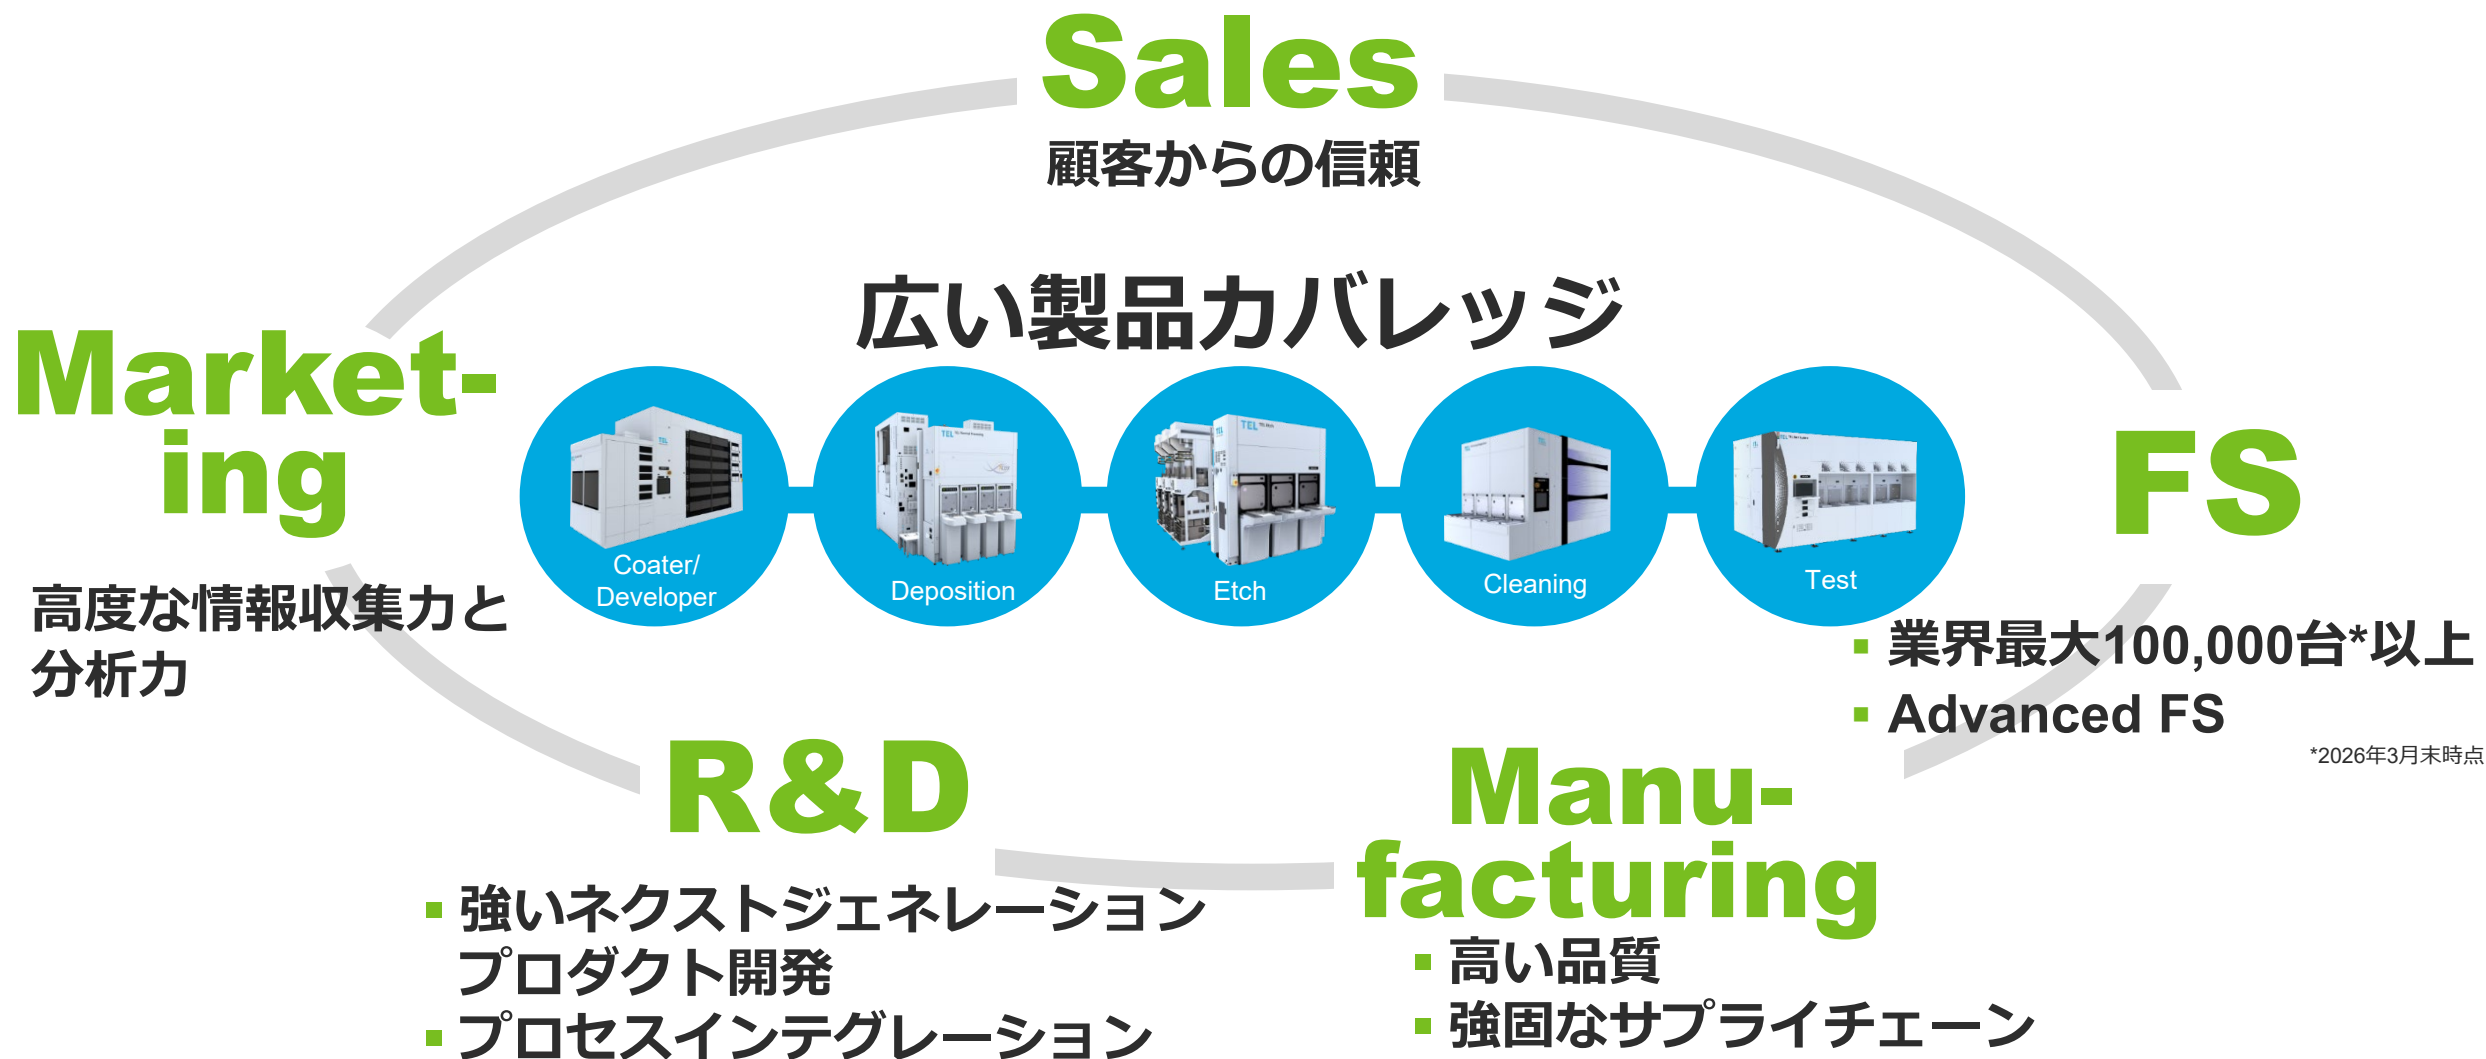 Sales
顧客からの信頼
広い製品カバレッジ
Market-
ing
高度な情報収集力と
分析力
TEL
Coater/
Developer
TEL
Deposition
TEL
Etch
Cleaning
TEL
Test
FS
▪ 業界最大100,000台*以上
▪ Advanced FS
*2026年3月末時点
R&D
▪ 強いネクストジェネレーション
プロダクト開発
▪ プロセスインテグレーション
Manu-
facturing
▪ 高い品質
▪ 強固なサプライチェーン